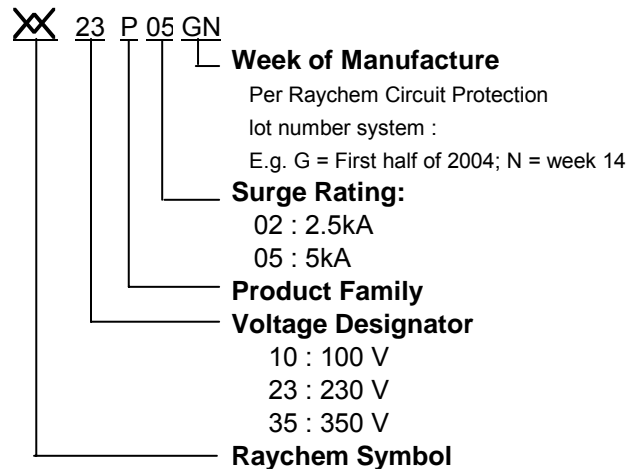 23 P 05 GN
Week of Manufacture
Per Raychem Circuit Protection
lot number system :
E.g. G = First half of 2004; N = week 14
Surge Rating:
02 : 2.5kA
05 : 5kA
Product Family
Voltage Designator
10 : 100 V
23 : 230 V
35 : 350 V
Raychem Symbol